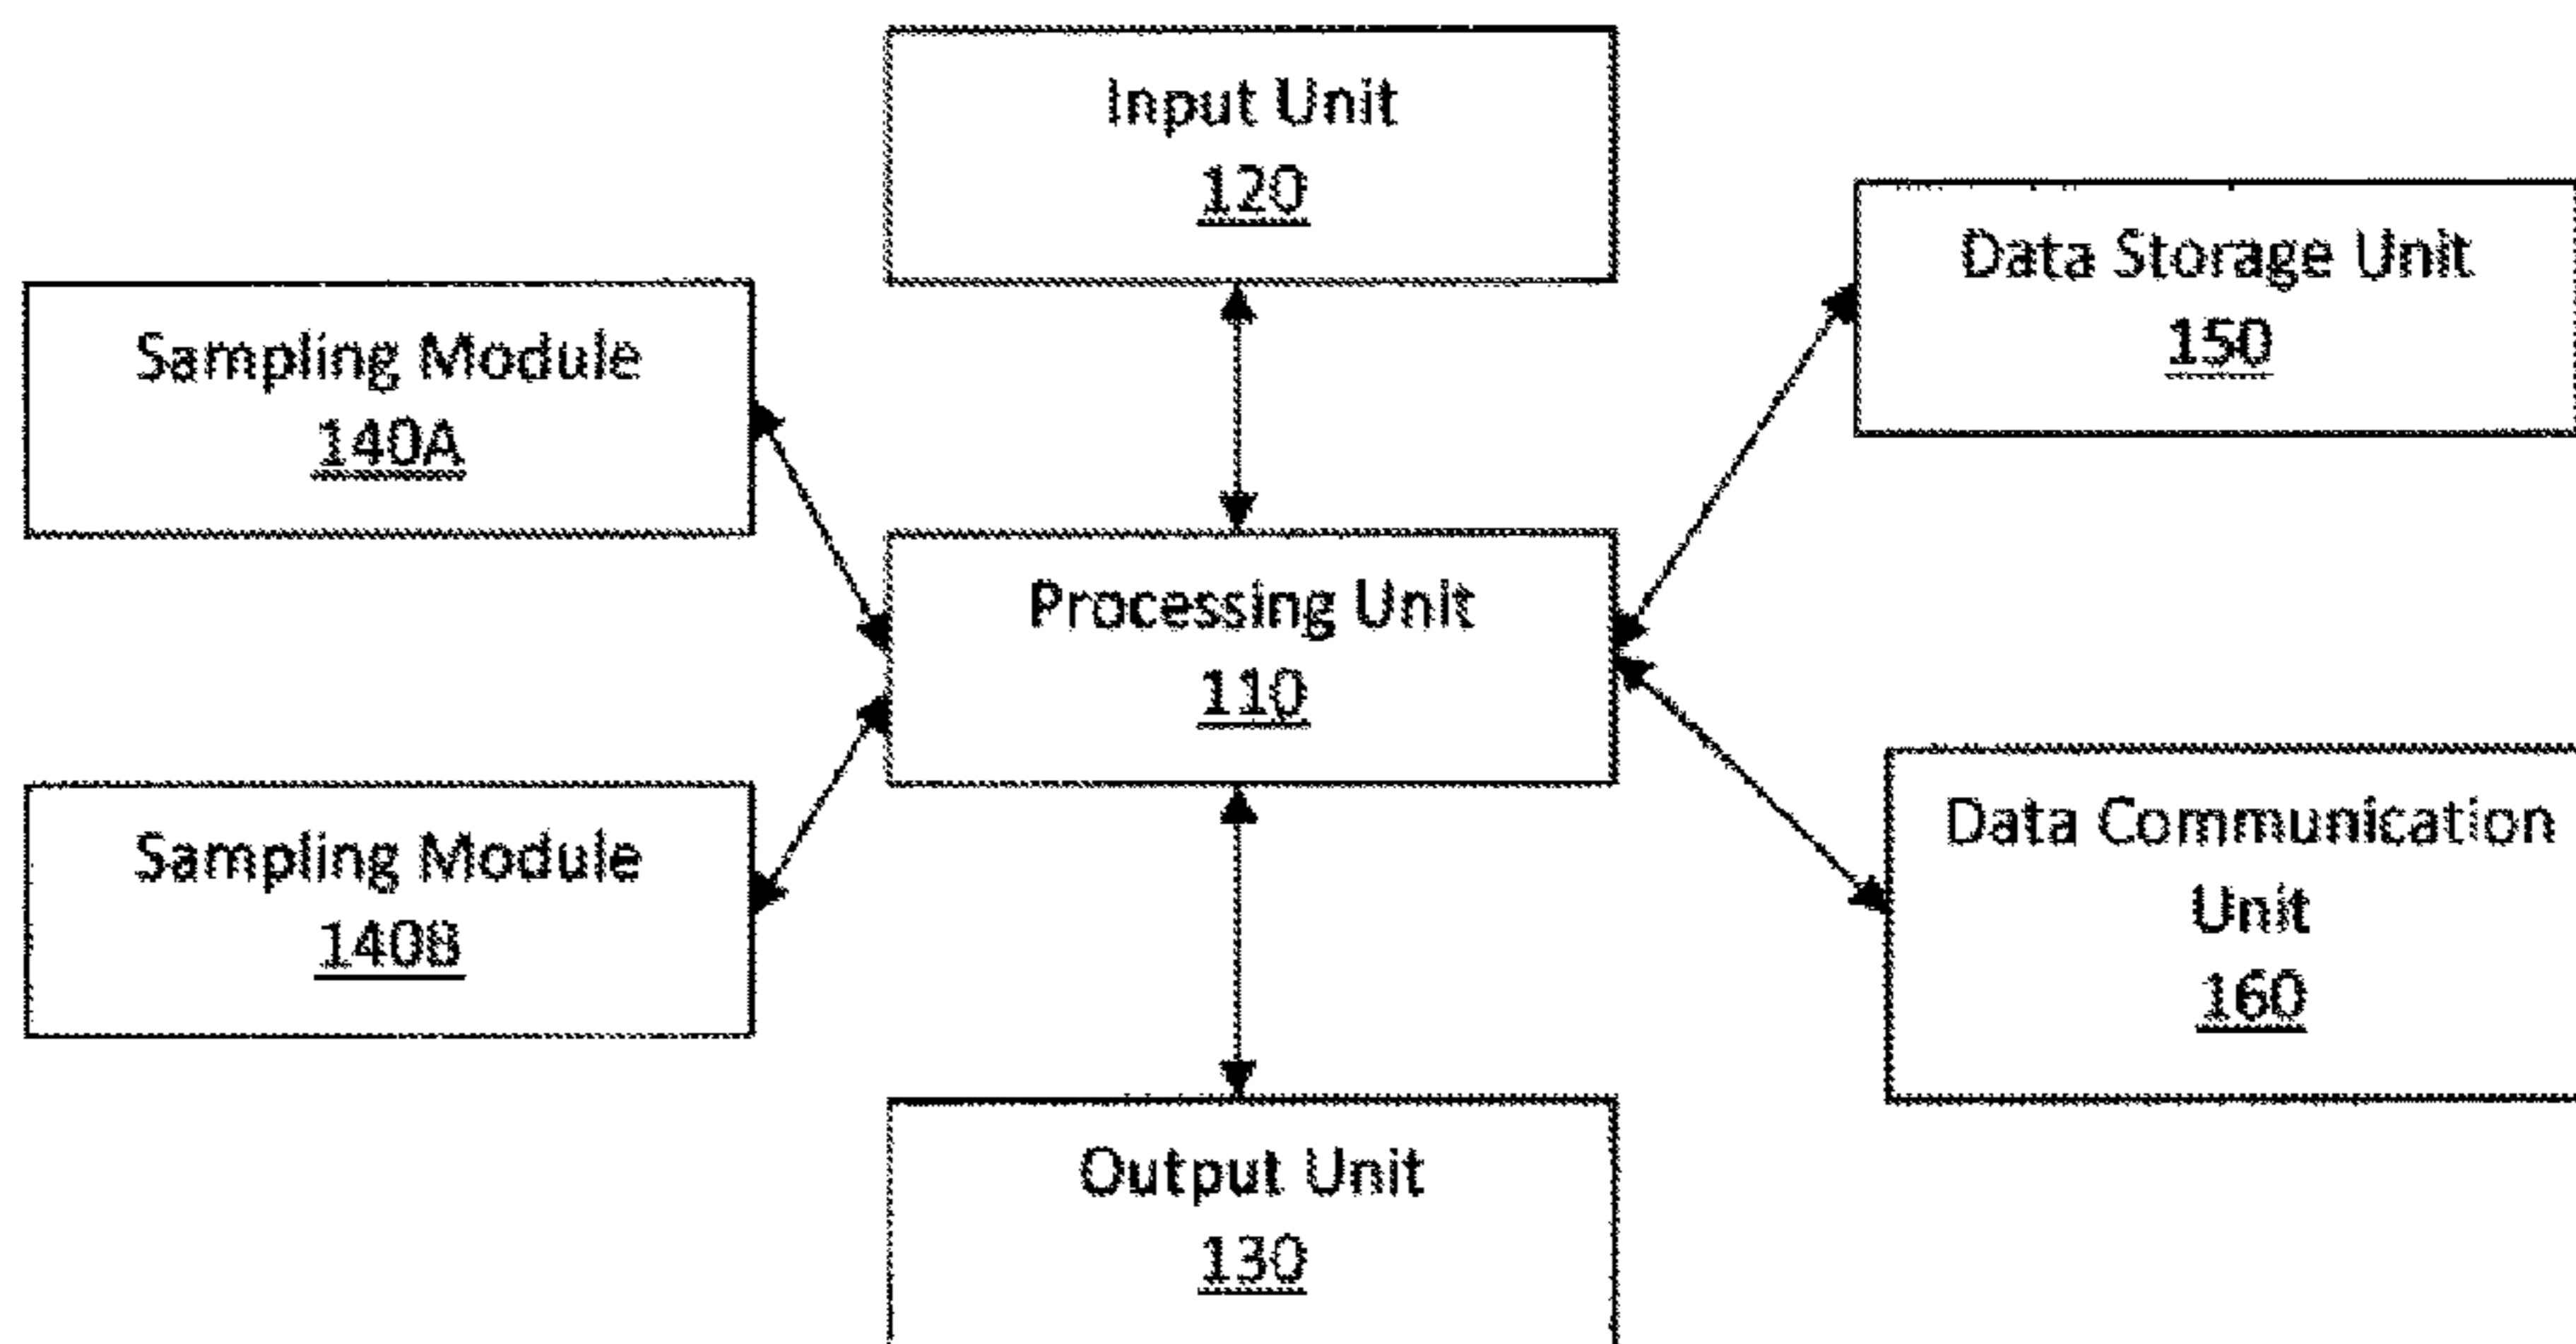 Input Unit
120
Data Storage Unit
150
Sampling Module
140A
Processing Unit
110
Sampling Module
140B
Data Communication
Unit
160
Output Unit
130